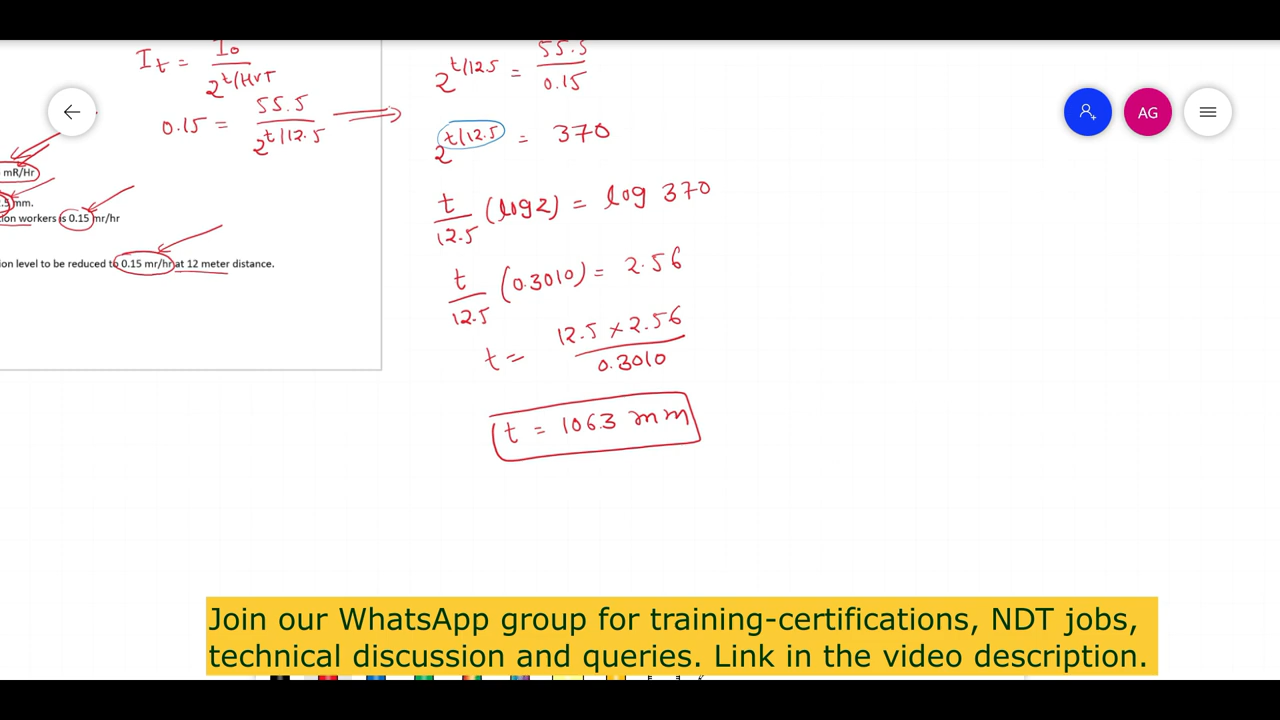 I_t = I_0 / 2^{t/HVT}
0.15 = 55.5 / 2^{t/12.5}
mR/Hr
.5 mm.
ion workers is 0.15 mr/hr
ion level to be reduced to 0.15 mr/hr at 12 meter distance.
2^{t/12.5} = 55.5 / 0.15
2^{t/12.5} = 370
t / 12.5 (log2) = log 370
t / 12.5 (0.3010) = 2.56
t = 12.5 × 2.56 / 0.3010
t = 106.3 mm
AG
Join our WhatsApp group for training-certifications, NDT jobs,
technical discussion and queries. Link in the video description.